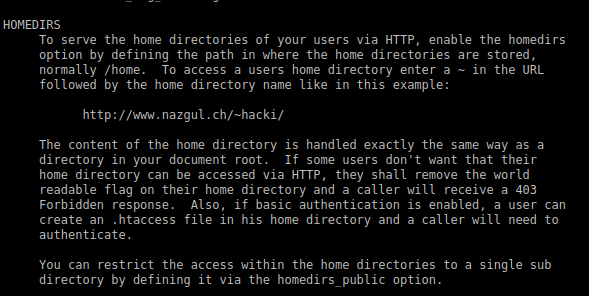 HOMEDIRS
To serve the home directories of your users via HTTP, enable the homedirs
option by defining the path in where the home directories are stored,
normally /home.  To access a users home directory enter a ~ in the URL
followed by the home directory name like in this example:
http://www.nazgul.ch/~hacki/
The content of the home directory is handled exactly the same way as a
directory in your document root.  If some users don't want that their
home directory can be accessed via HTTP, they shall remove the world
readable flag on their home directory and a caller will receive a 403
Forbidden response.  Also, if basic authentication is enabled, a user can
create an .htaccess file in his home directory and a caller will need to
authenticate.
You can restrict the access within the home directories to a single sub
directory by defining it via the homedirs_public option.